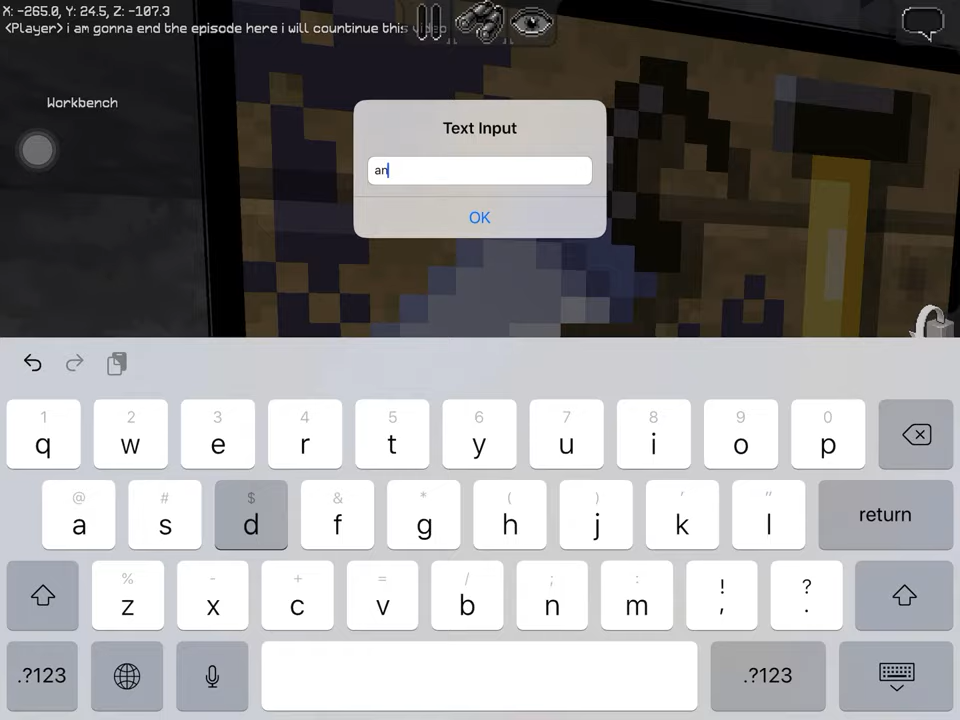 X: -265.0, Y: 24.5, Z: -107.3
<Player> i am gonna end the episode here i will countinue this video
Workbench
Text Input
an
OK
1 2 3 4 5 6 7 8 9 0
q w e r t y u i o p
@ # $ & * ( ) ' "
a s d f g h j k l return
% - + = / ; : ! ?
z x c v b n m , .
.?123 .?123